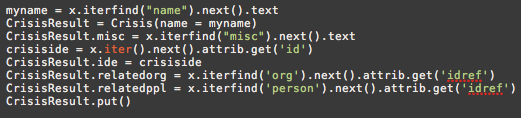 myname = x.iterfind("name").next().text
CrisisResult = Crisis(name = myname)
CrisisResult.misc = x.iterfind("misc").next().text
crisiside = x.iter().next().attrib.get('id')
CrisisResult.ide = crisiside
CrisisResult.relatedorg = x.iterfind('org').next().attrib.get('idref')
CrisisResult.relatedppl = x.iterfind('person').next().attrib.get('idref')
CrisisResult.put()